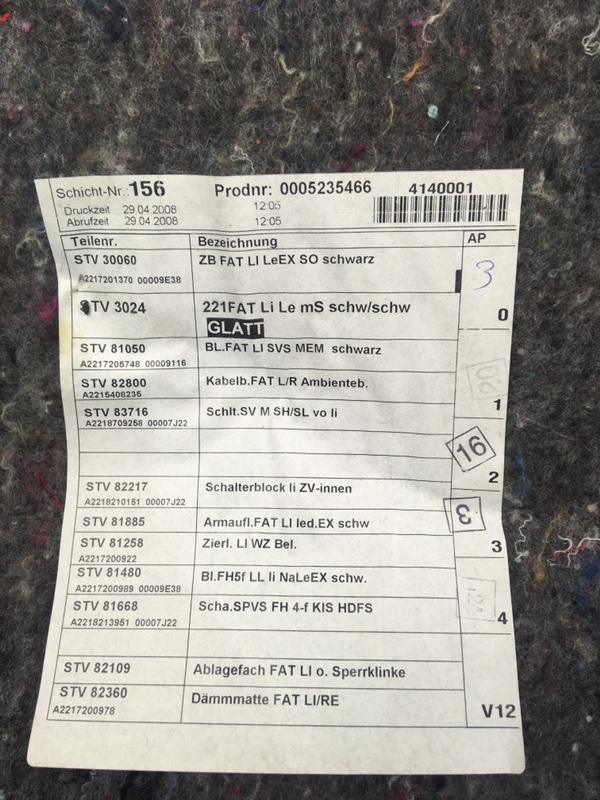 Schicht-Nr.: 156 Prodnr: 0005235466 4140001
Druckzeit 29.04.2008 12:05
Abrufzeit 29.04.2008 12:05
Teilenr. Bezeichnung AP
STV 30060 ZB FAT LI LeEX SO schwarz
A2217201370 00009E38
3
STV 3024 221FAT Li Le mS schw/schw
GLATT
0
STV 81050 BL.FAT LI SVS MEM schwarz
A2217205748 00009116
STV 82800 Kabelb.FAT L/R Ambienteb.
A2215408235
1
STV 83716 Schlt.SV M SH/SL vo li
A2218709258 00007J22
16
2
STV 82217 Schalterblock li ZV-innen
A2218210151 00007J22
3
STV 81885 Armaufl.FAT LI led.EX schw
STV 81258 Zierl. LI WZ Bel.
A2217200922
3
STV 81480 Bl.FH5f LL li NaLeEX schw.
A2217200989 00009E38
STV 81668 Scha.SPVS FH 4-f KIS HDFS
A2218213951 00007J22
4
STV 82109 Ablagefach FAT LI o. Sperrklinke
STV 82360 Dämmmatte FAT LI/RE
A2217200978
V12